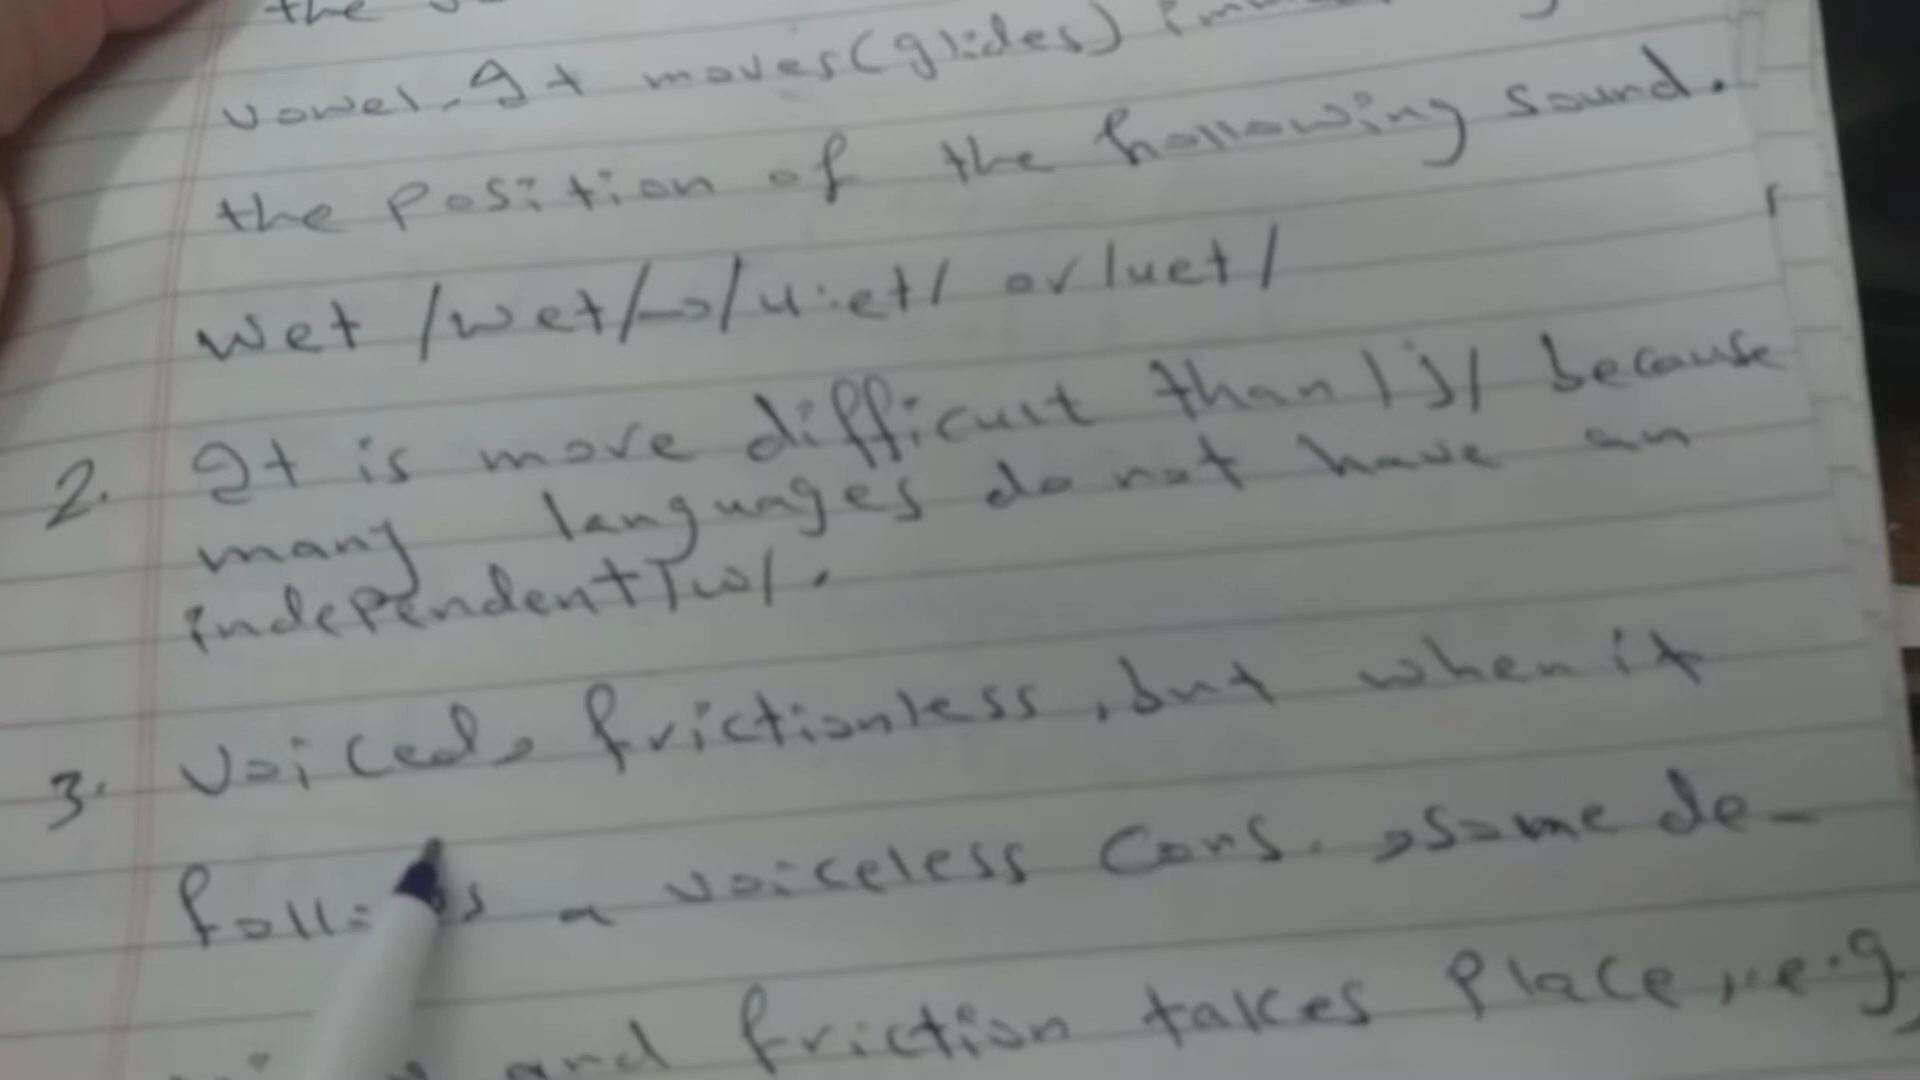 the
vowel. It moves (glides)
the position of the following sound.
Wet /wet/→/u:et/ or /uet/
2. It is more difficult than /j/ because
many languages do not have an
independent /w/.
3. Voiced, frictionless, but when it
follows a voiceless cons., some de-
and friction takes place, e.g,